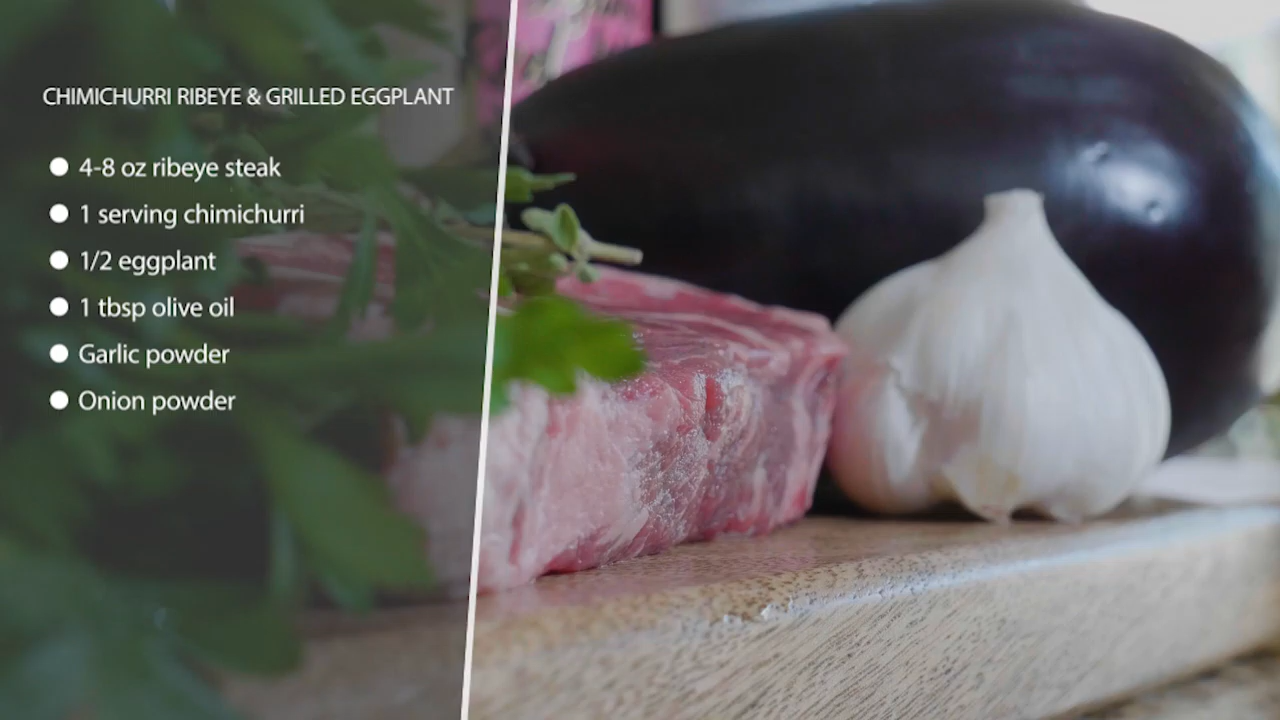 CHIMICHURRI RIBEYE & GRILLED EGGPLANT
4-8 oz ribeye steak
1 serving chimichurri
1/2 eggplant
1 tbsp olive oil
Garlic powder
Onion powder